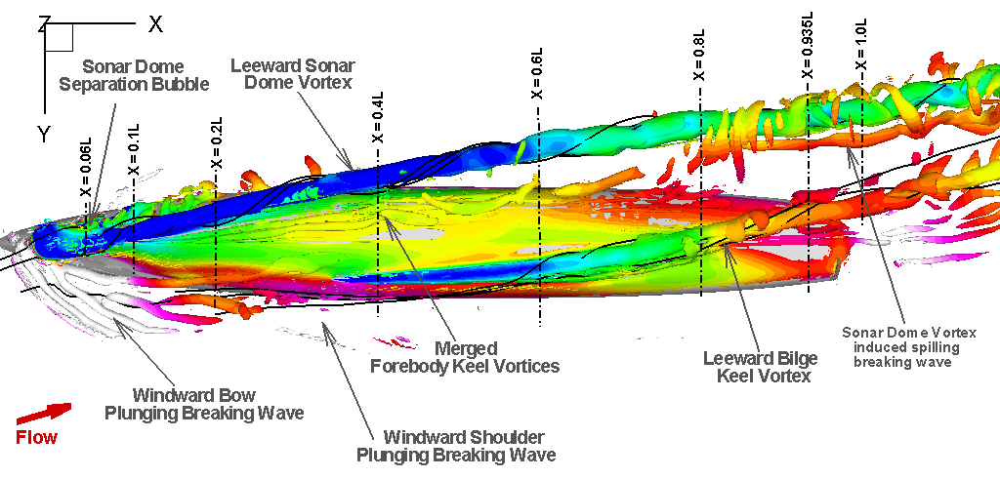 Z X
Y
Sonar Dome
Separation Bubble
Leeward Sonar
Dome Vortex
X = 0.06L
X = 0.1L
X = 0.2L
X = 0.4L
X = 0.6L
X = 0.8L
X = 0.935L
X = 1.0L
Sonar Dome Vortex
induced spilling
breaking wave
Merged
Forebody Keel Vortices
Leeward Bilge
Keel Vortex
Windward Bow
Plunging Breaking Wave
Flow
Windward Shoulder
Plunging Breaking Wave